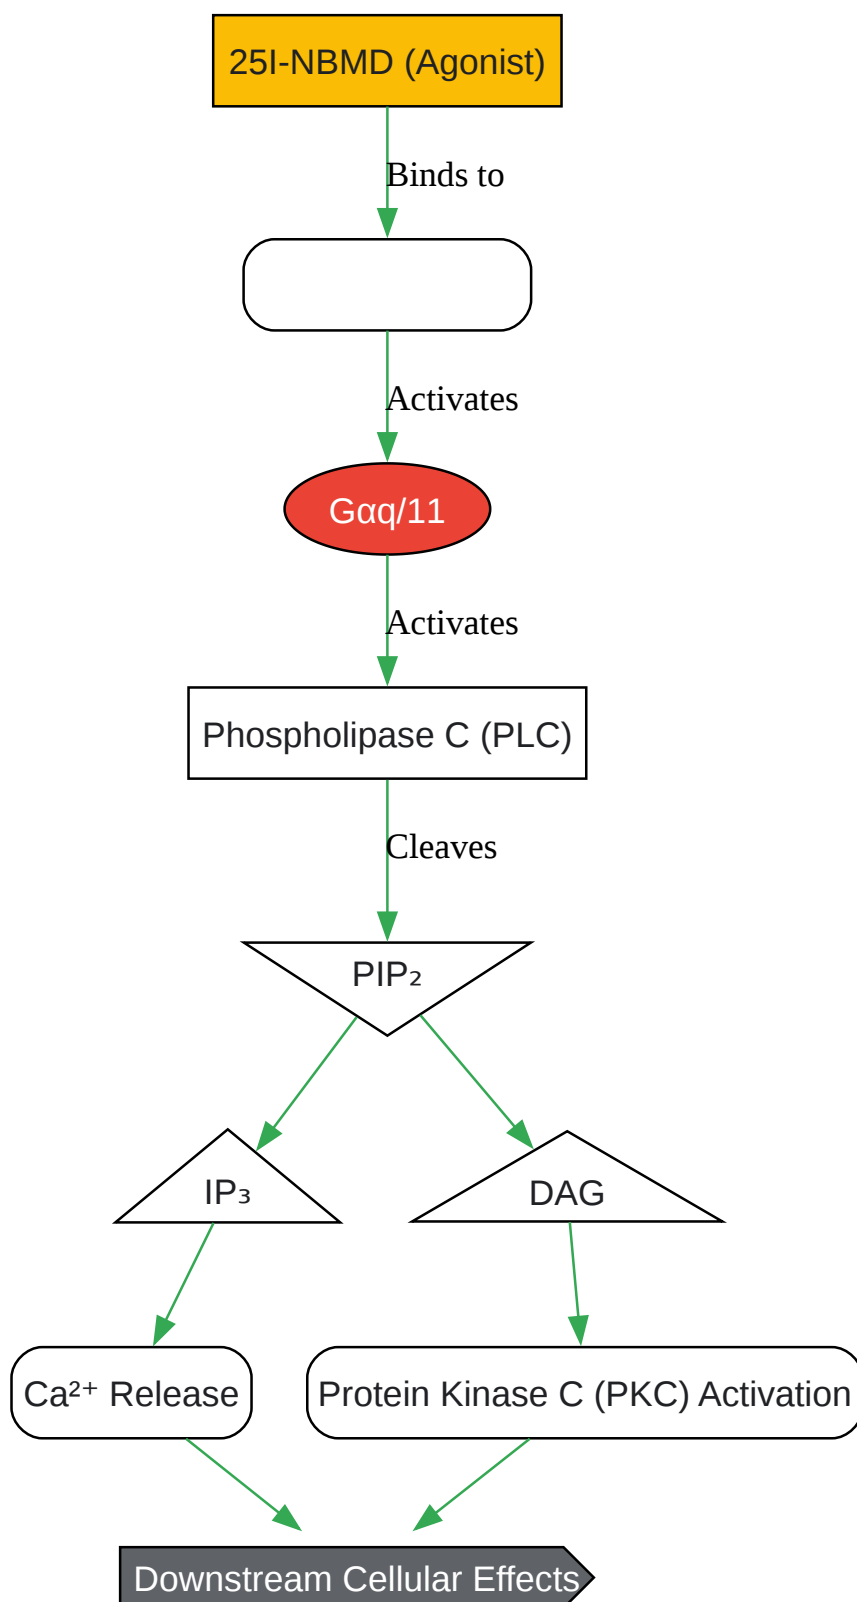 25I-NBMD (Agonist)
Binds to
Activates
Gαq/11
Activates
Phospholipase C (PLC)
Cleaves
PIP₂
IP₃
DAG
Ca²⁺ Release
Protein Kinase C (PKC) Activation
Downstream Cellular Effects